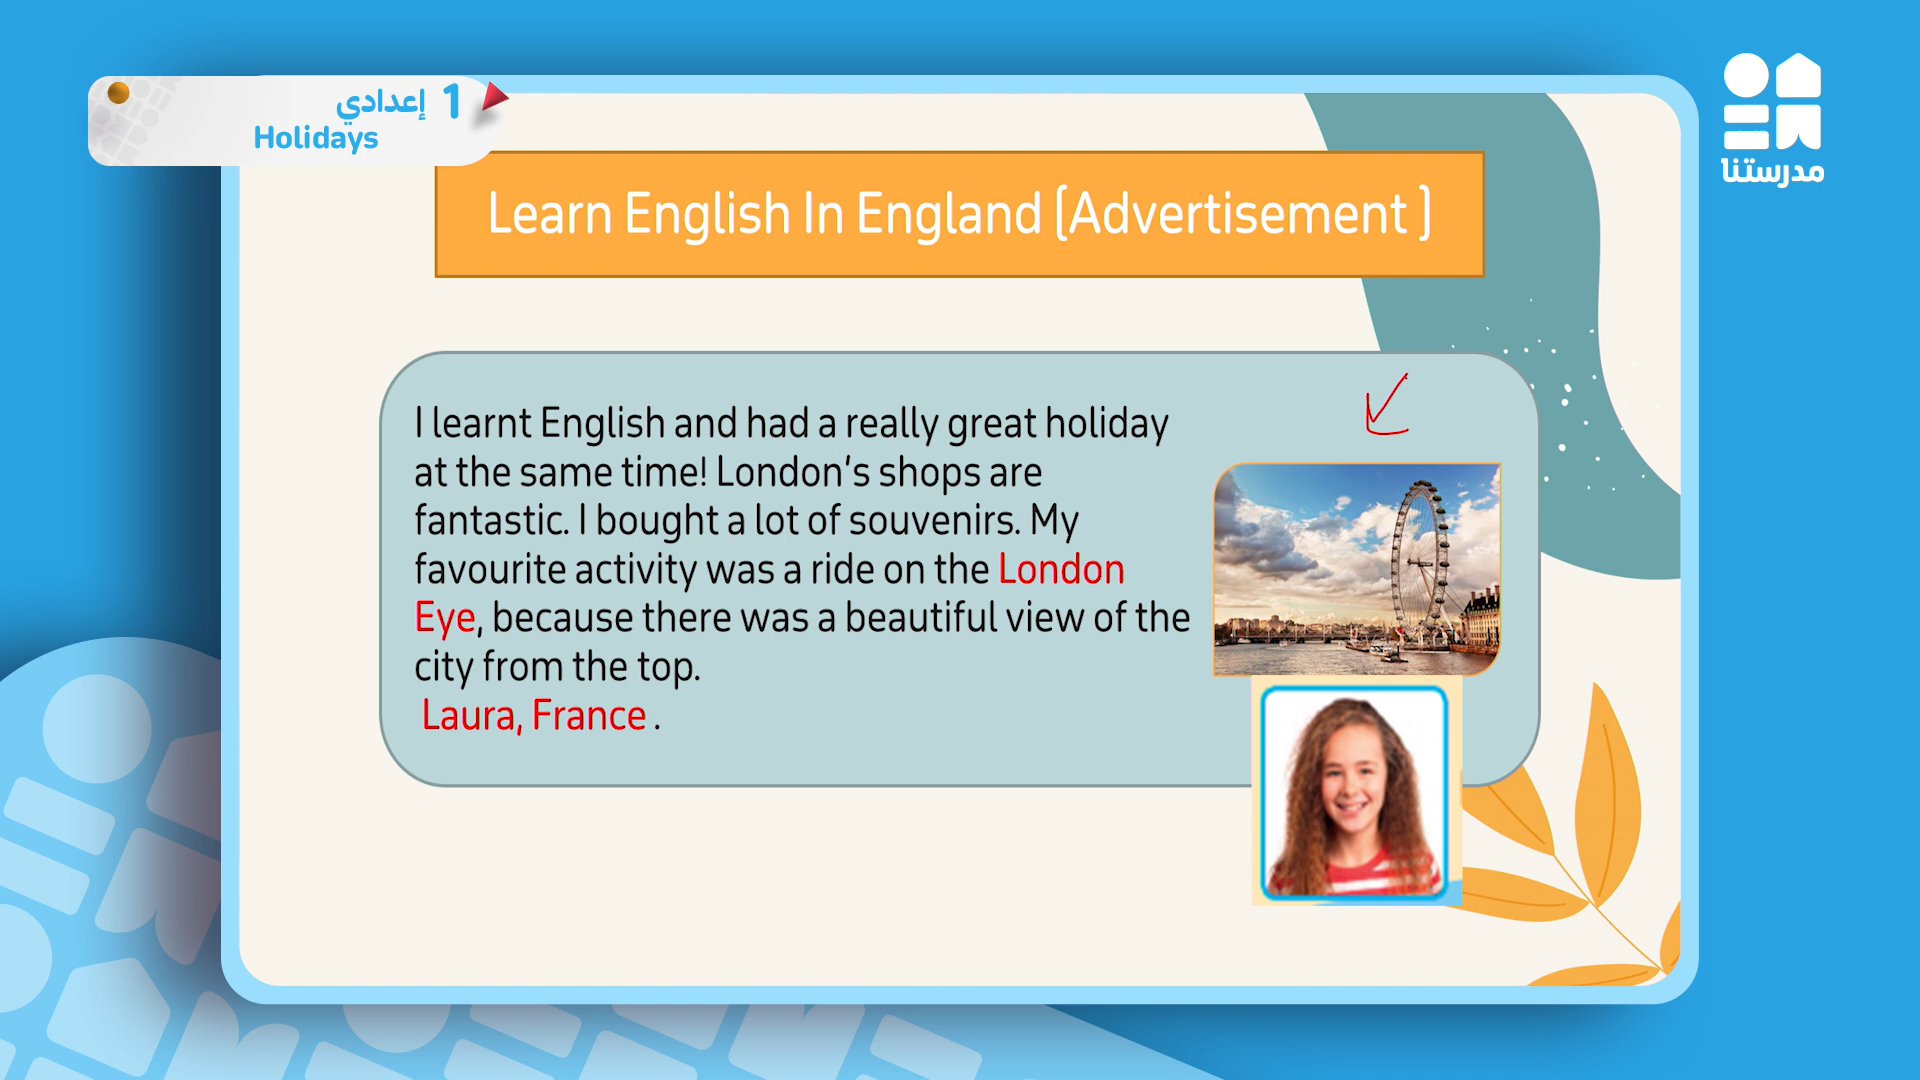 1 إعدادي
Holidays
مدرستنا
Learn English In England (Advertisement )
I learnt English and had a really great holiday
at the same time! London's shops are
fantastic. I bought a lot of souvenirs. My
favourite activity was a ride on the London
Eye, because there was a beautiful view of the
city from the top.
Laura, France .